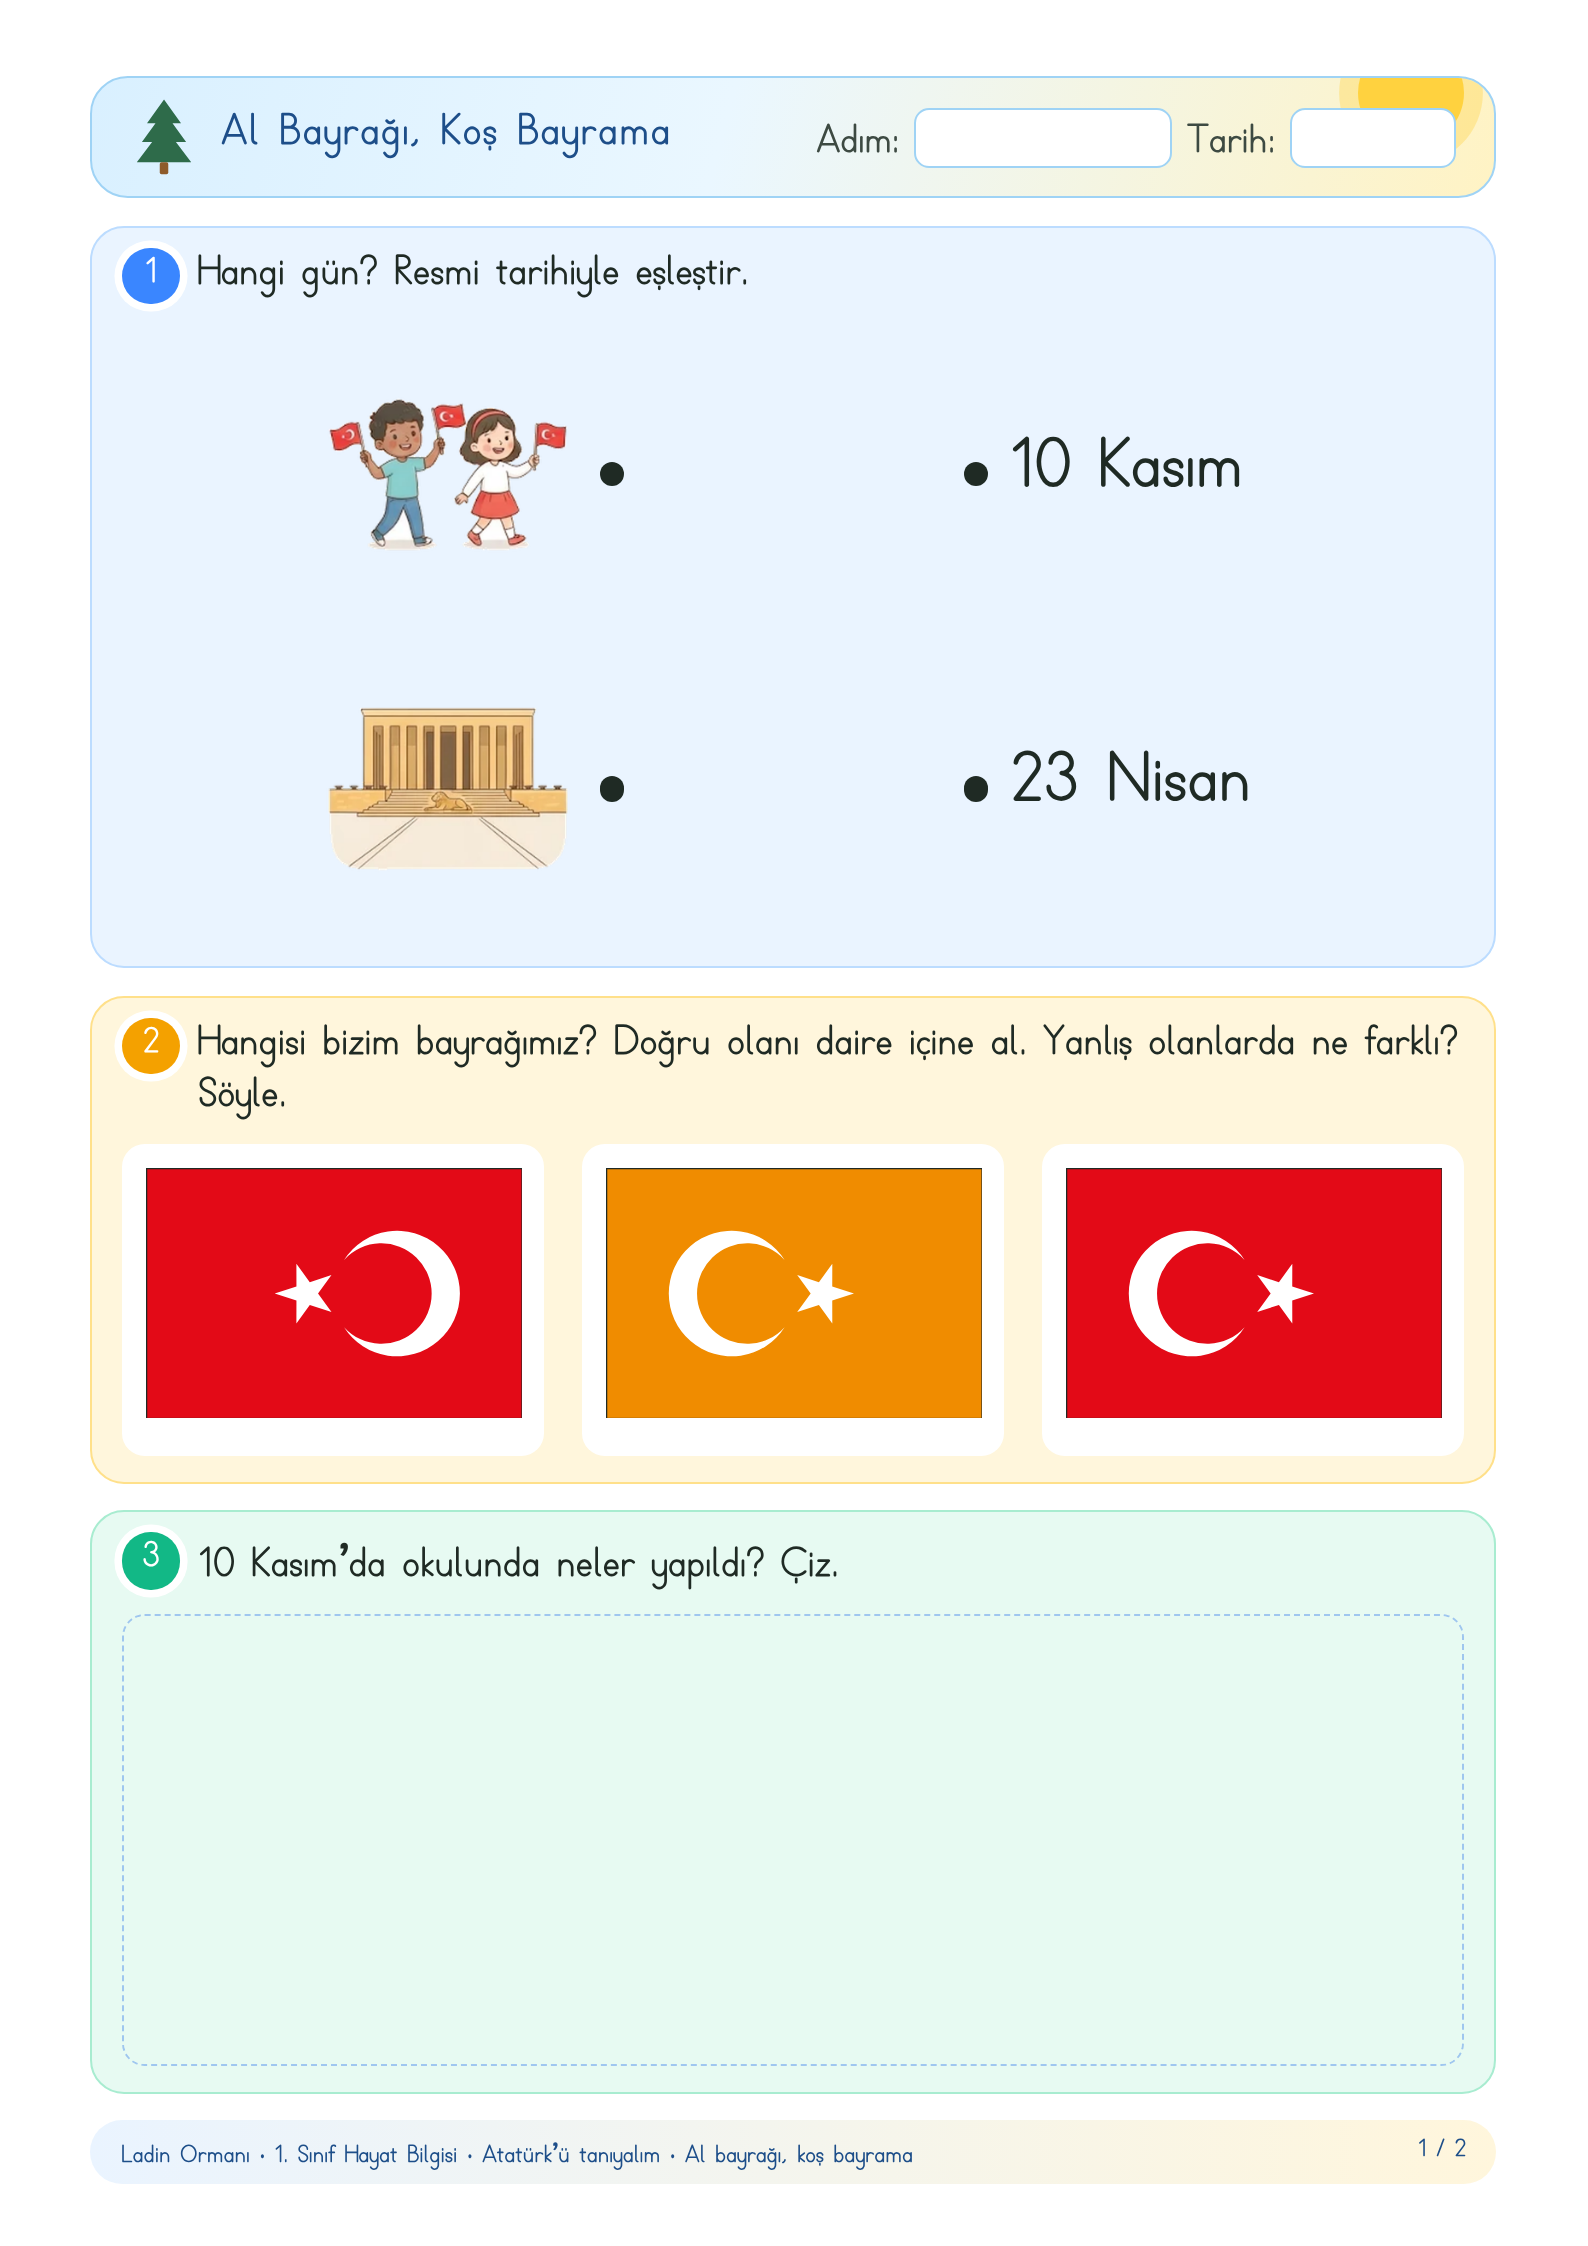 Al Bayrağı, Koş Bayrama
Adım:
Tarih:
1
Hangi gün? Resmi tarihiyle eşleştir.
10 Kasım
23 Nisan
2
Hangisi bizim bayrağımız? Doğru olanı daire içine al. Yanlış olanlarda ne farklı?
Söyle.
3
10 Kasım’da okulunda neler yapıldı? Çiz.
Ladin Ormanı • 1. Sınıf Hayat Bilgisi • Atatürk’ü tanıyalım • Al bayrağı, koş bayrama
1 / 2